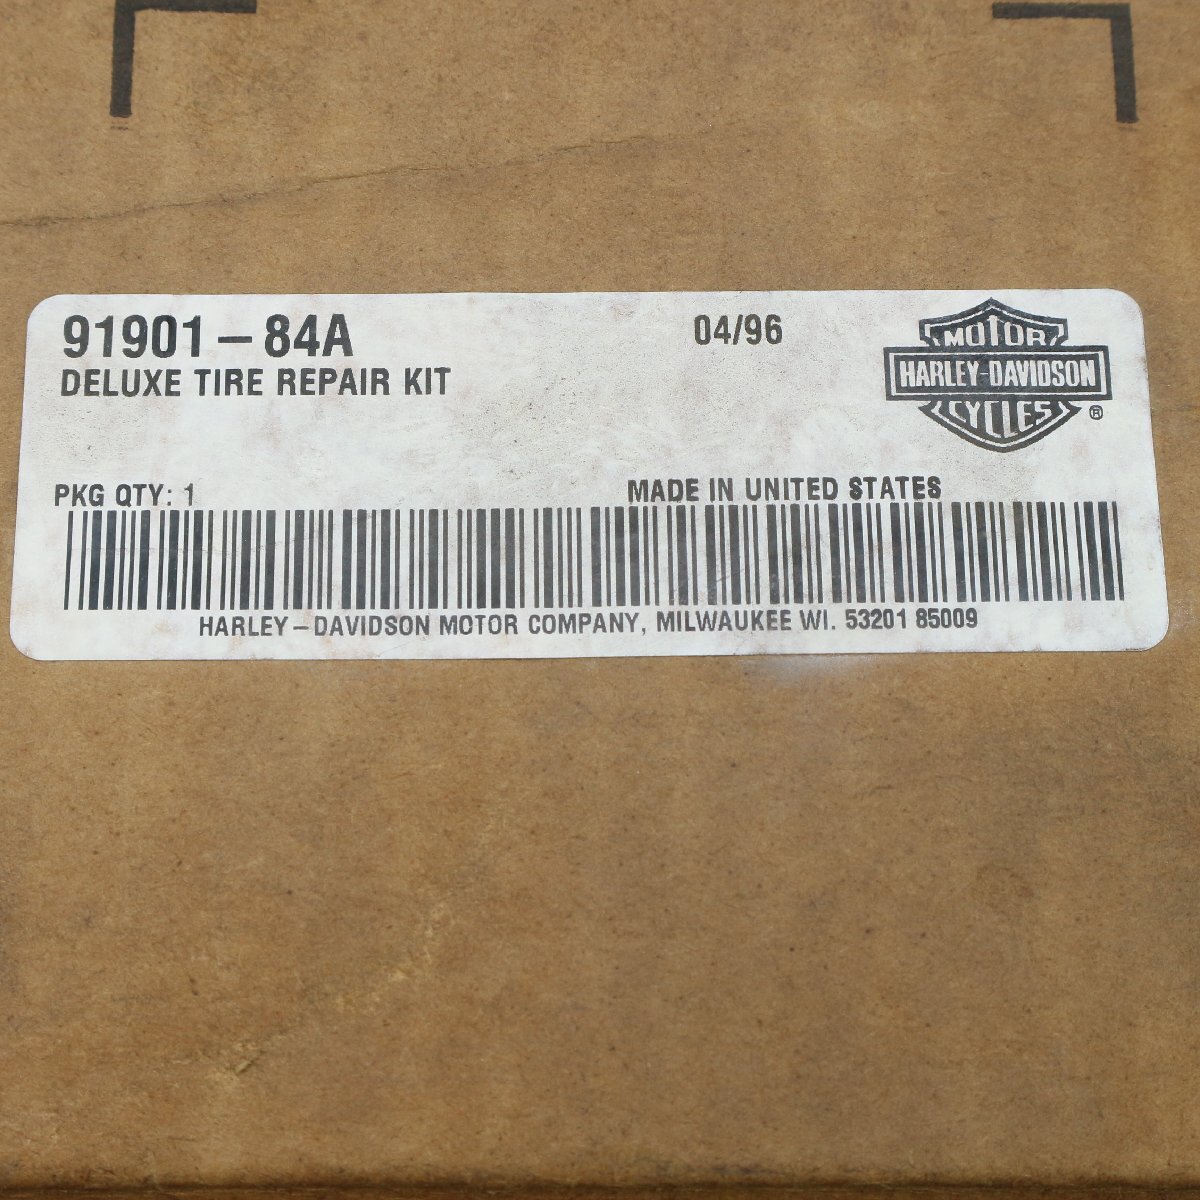 91901-84A
04/96
DELUXE TIRE REPAIR KIT
MOTOR
HARLEY-DAVIDSON
CYCLES
®
PKG QTY: 1
MADE IN UNITED STATES
HARLEY-DAVIDSON MOTOR COMPANY, MILWAUKEE WI. 53201 85009